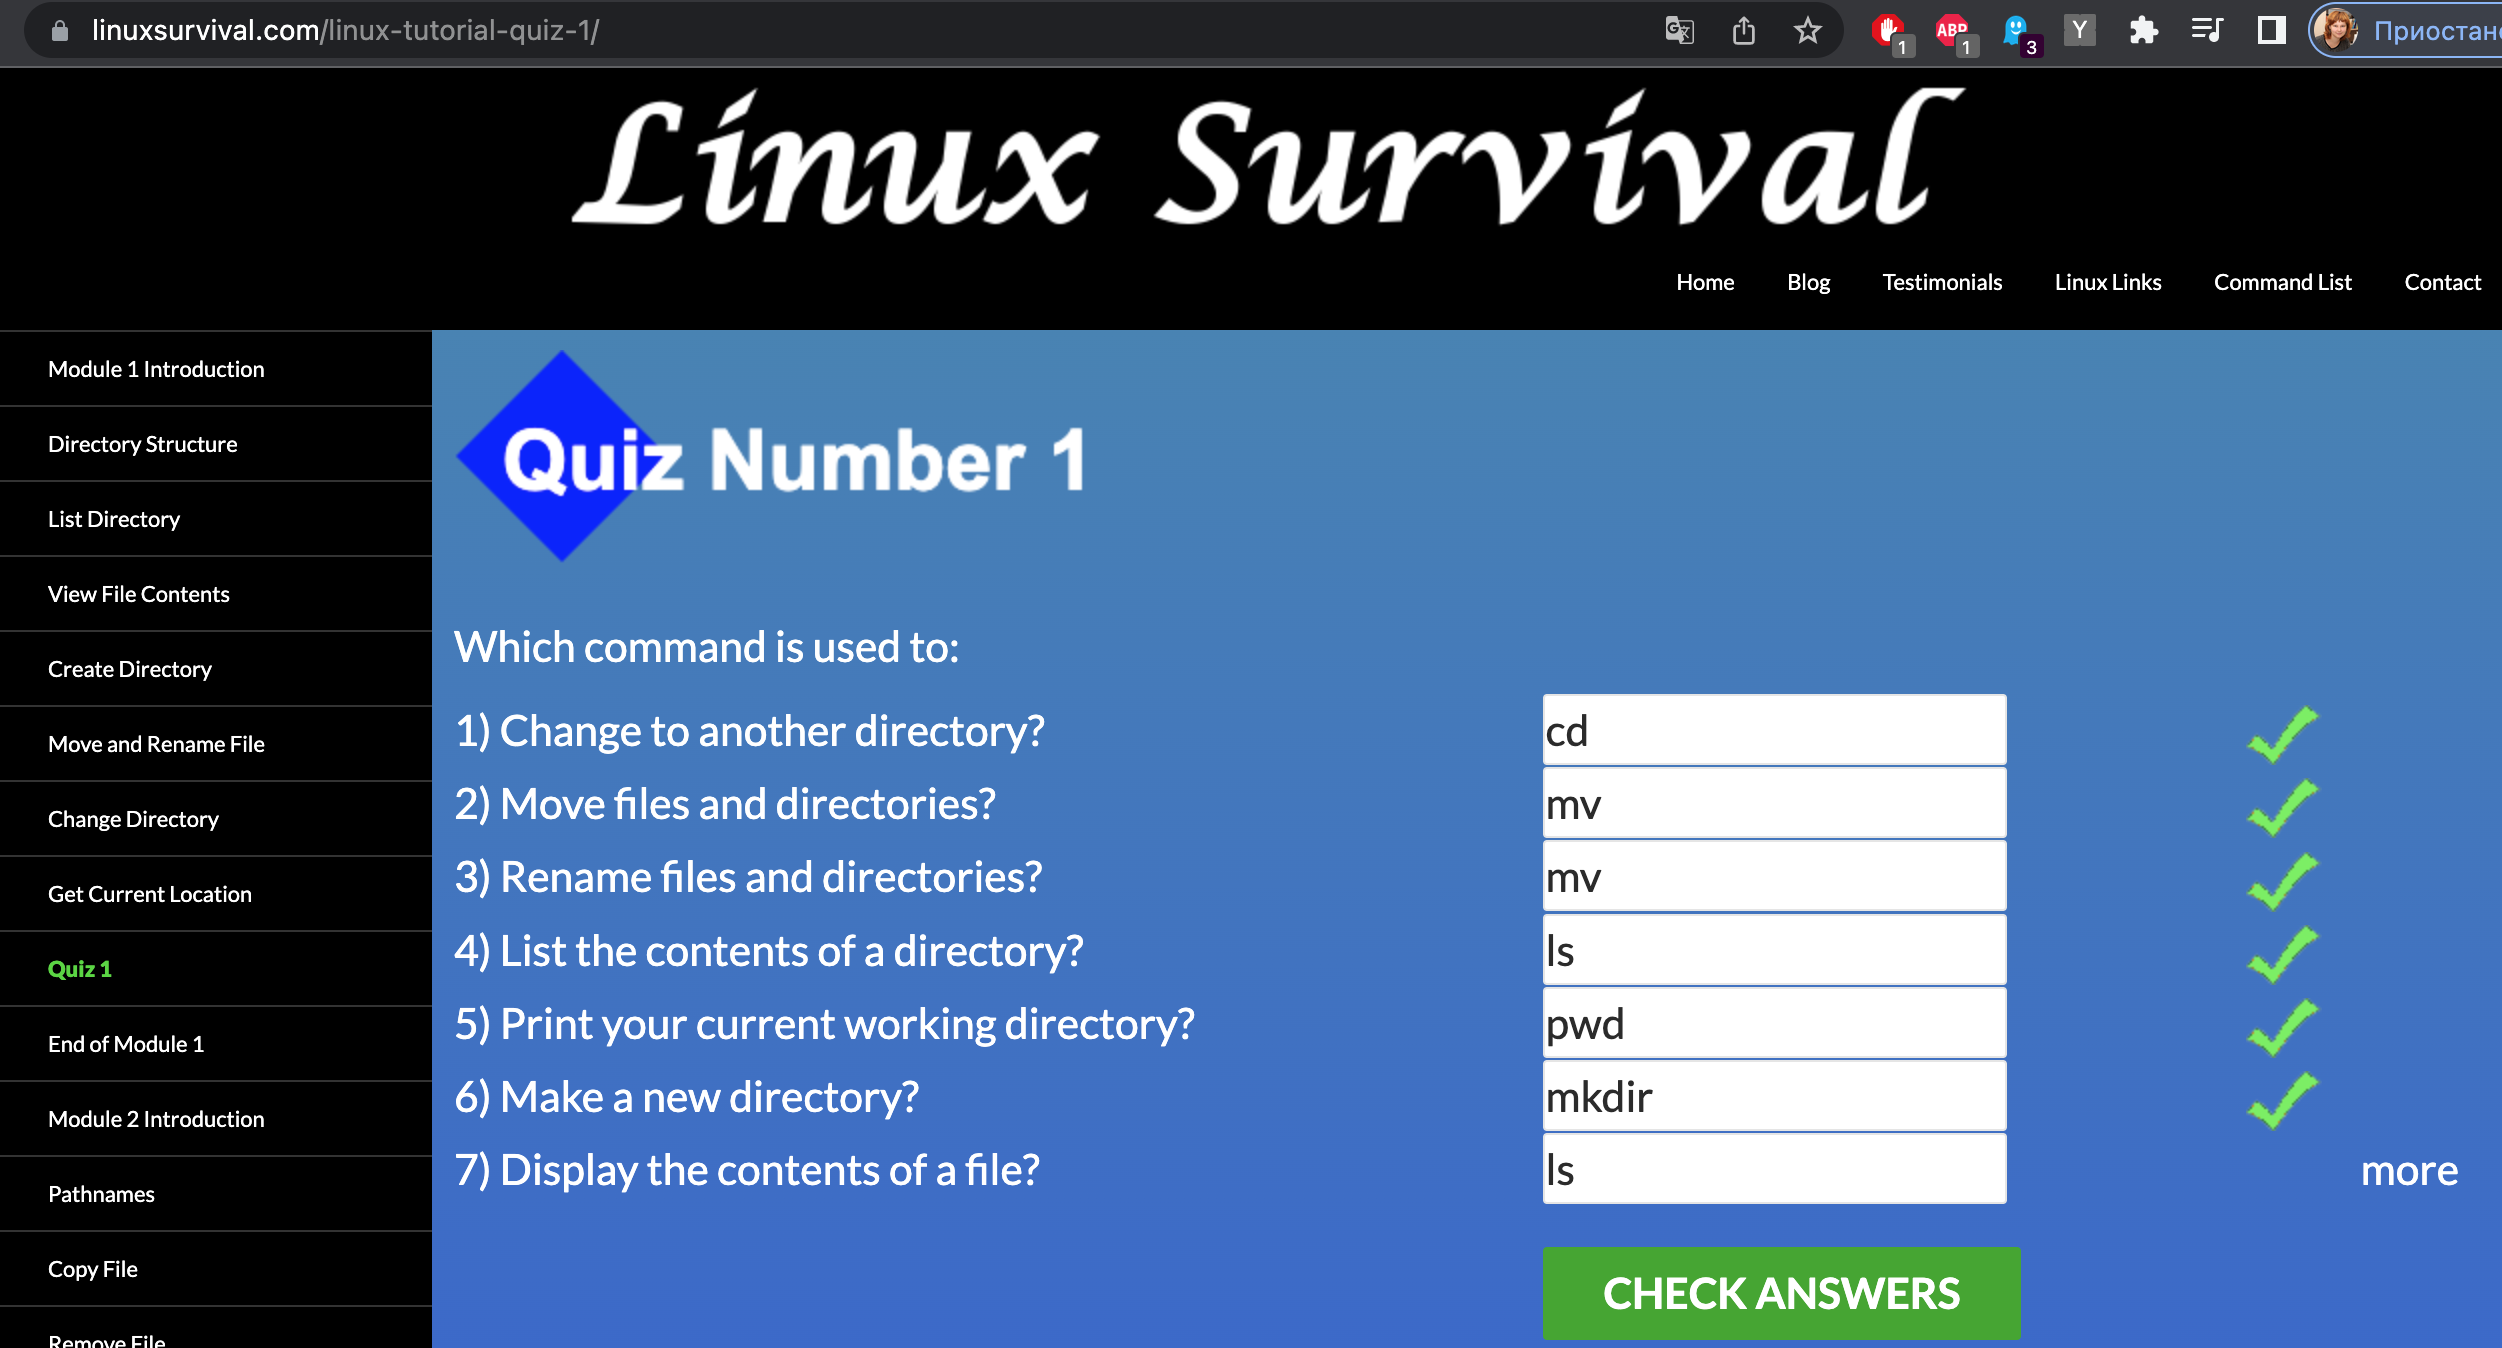 linuxsurvival.com/linux-tutorial-quiz-1/
1
ABP
1
3
Y
Linux Survival
Home Blog Testimonials Linux Links Command List Contact
Module 1 Introduction
Directory Structure
List Directory
View File Contents
Create Directory
Move and Rename File
Change Directory
Get Current Location
Quiz 1
End of Module 1
Module 2 Introduction
Pathnames
Copy File
Remove File
Quiz Number 1
Which command is used to:
1) Change to another directory? cd
2) Move files and directories? mv
3) Rename files and directories? mv
4) List the contents of a directory? ls
5) Print your current working directory? pwd
6) Make a new directory? mkdir
7) Display the contents of a file? ls more
CHECK ANSWERS